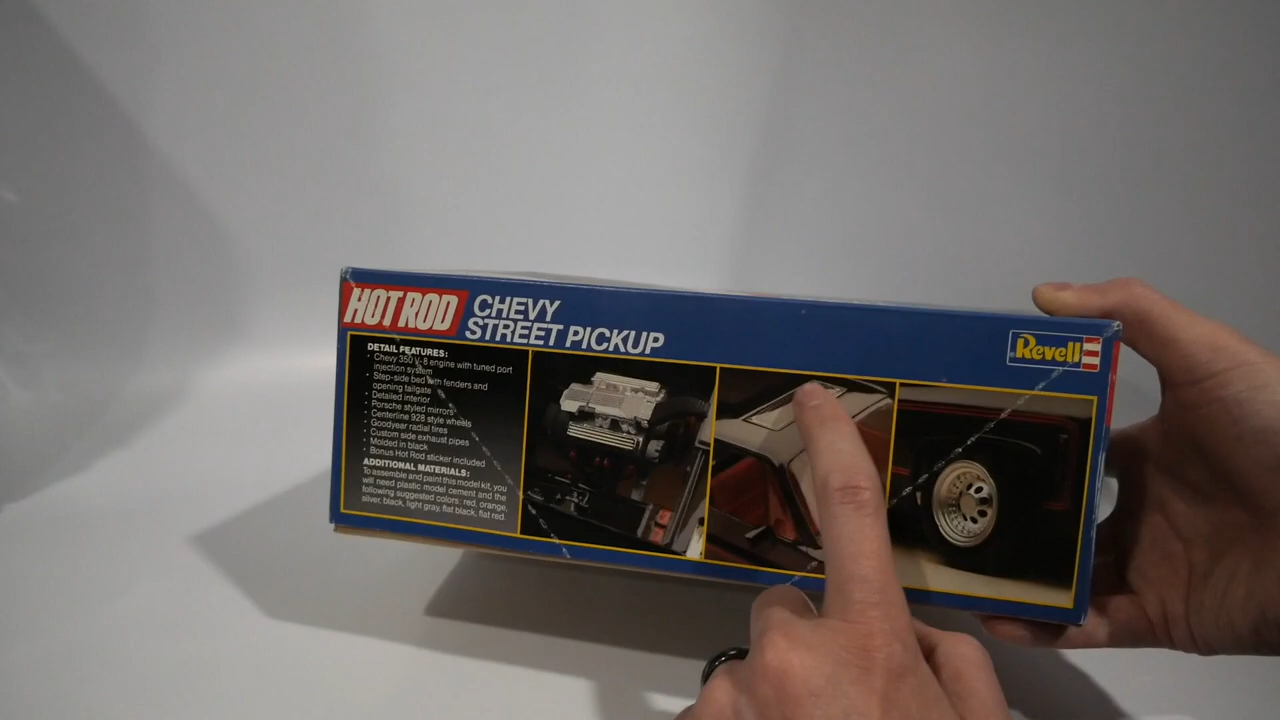 HOT ROD
CHEVY
STREET PICKUP
Revell
DETAIL FEATURES:
• Chevy 350 V-8 engine with tuned port
injection system
• Step-side bed with fenders and
opening tailgate
• Detailed interior
• Porsche styled mirrors
• Centerline 928 style wheels
• Goodyear radial tires
• Custom side exhaust pipes
• Molded in black
• Bonus Hot Rod sticker included
ADDITIONAL MATERIALS:
To assemble and paint this model kit, you
will need plastic model cement and the
following suggested colors: red, orange,
silver, black, light gray, flat black, flat red.